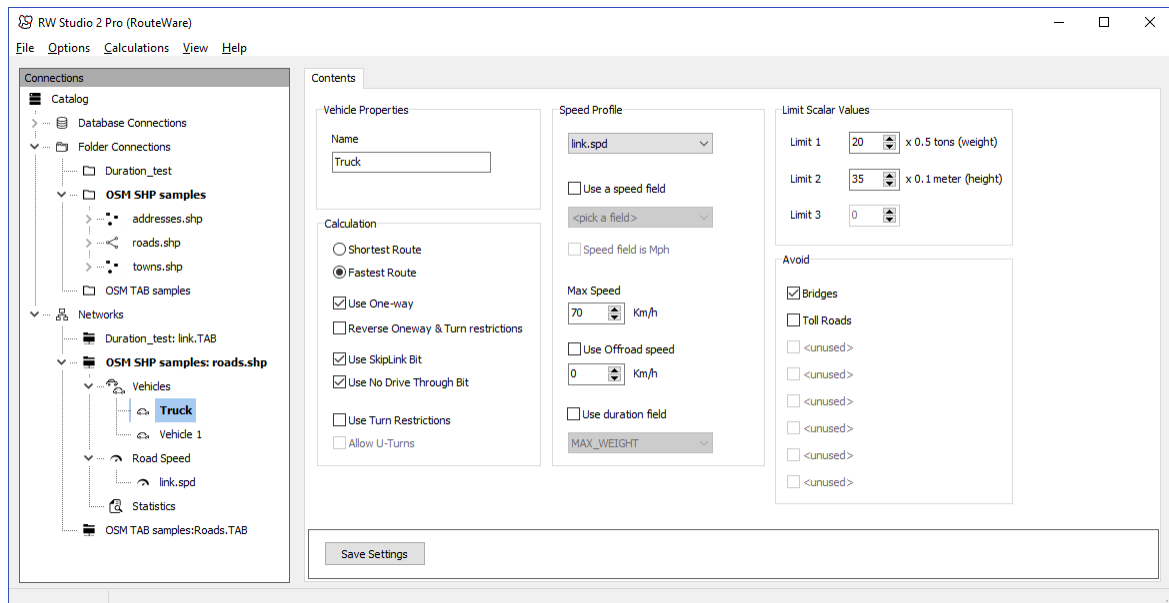 RW Studio 2 Pro (RouteWare)
File Options Calculations View Help
Connections
Catalog
Database Connections
Folder Connections
Duration_test
OSM SHP samples
addresses.shp
roads.shp
towns.shp
OSM TAB samples
Networks
Duration_test: link.TAB
OSM SHP samples: roads.shp
Vehicles
Truck
Vehicle 1
Road Speed
link.spd
Statistics
OSM TAB samples:Roads.TAB
Contents
Vehicle Properties
Name
Truck
Calculation
Shortest Route
Fastest Route
Use One-way
Reverse Oneway & Turn restrictions
Use SkipLink Bit
Use No Drive Through Bit
Use Turn Restrictions
Allow U-Turns
Speed Profile
link.spd
Use a speed field
<pick a field>
Speed field is Mph
Max Speed
70 Km/h
Use Offroad speed
0 Km/h
Use duration field
MAX_WEIGHT
Limit Scalar Values
Limit 1 20 x 0.5 tons (weight)
Limit 2 35 x 0.1 meter (height)
Limit 3 0
Avoid
Bridges
Toll Roads
<unused>
<unused>
<unused>
<unused>
<unused>
<unused>
Save Settings